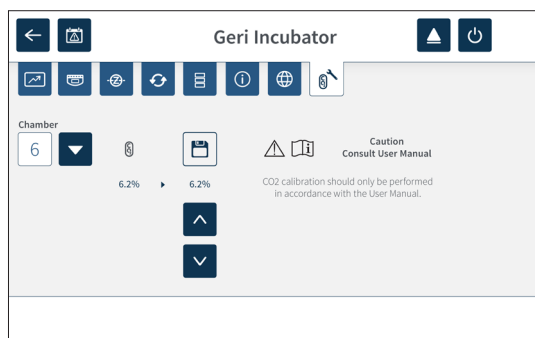 Geri Incubator
Chamber
6
6.2%
6.2%
Caution
Consult User Manual
CO2 calibration should only be performed
in accordance with the User Manual.